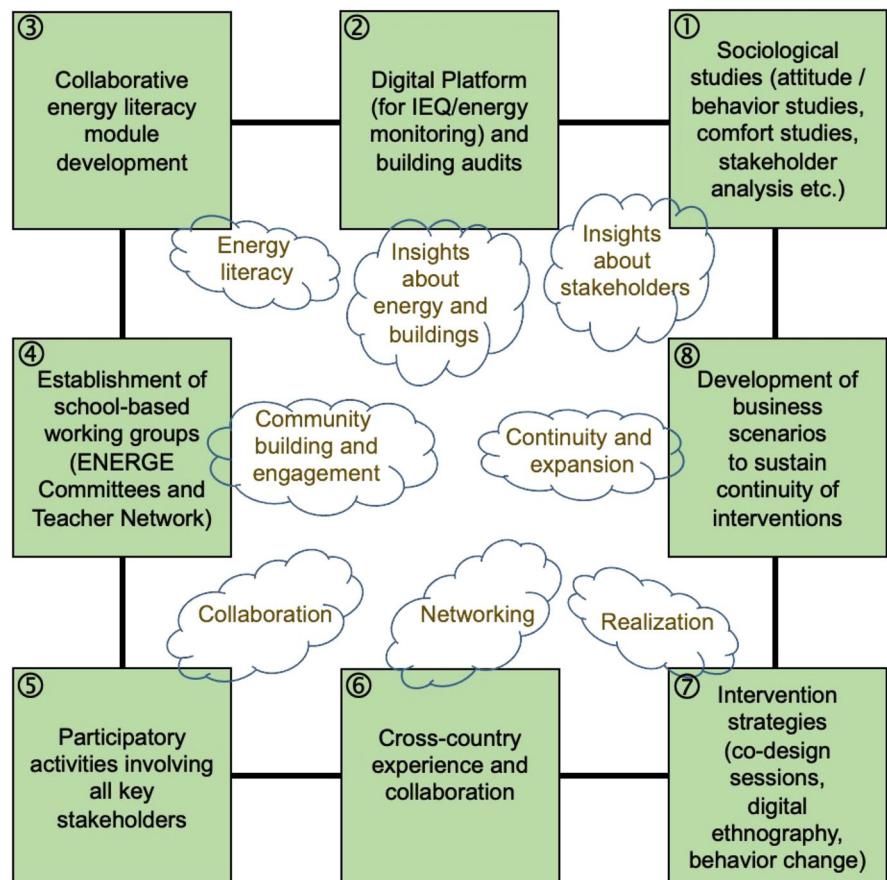 ③
Collaborative
energy literacy
module
development
②
Digital Platform
(for IEQ/energy
monitoring) and
building audits
①
Sociological
studies (attitude /
behavior studies,
comfort studies,
stakeholder
analysis etc.)
Energy
literacy
Insights
about
energy and
buildings
Insights
about
stakeholders
④
Establishment of
school-based
working groups
(ENERGE
Committees and
Teacher Network)
Community
building and
engagement
Continuity and
expansion
⑧
Development of
business
scenarios
to sustain
continuity of
interventions
Collaboration
Networking
Realization
⑤
Participatory
activities involving
all key
stakeholders
⑥
Cross-country
experience and
collaboration
⑦
Intervention
strategies
(co-design
sessions,
digital
ethnography,
behavior change)